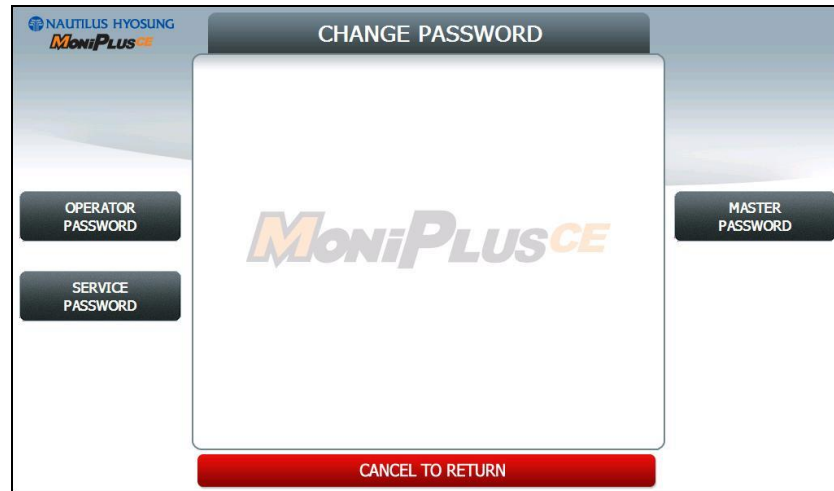 NAUTILUS HYOSUNG
MoniPlusCE
CHANGE PASSWORD
OPERATOR
PASSWORD
MASTER
PASSWORD
MoniPlusCE
SERVICE
PASSWORD
CANCEL TO RETURN